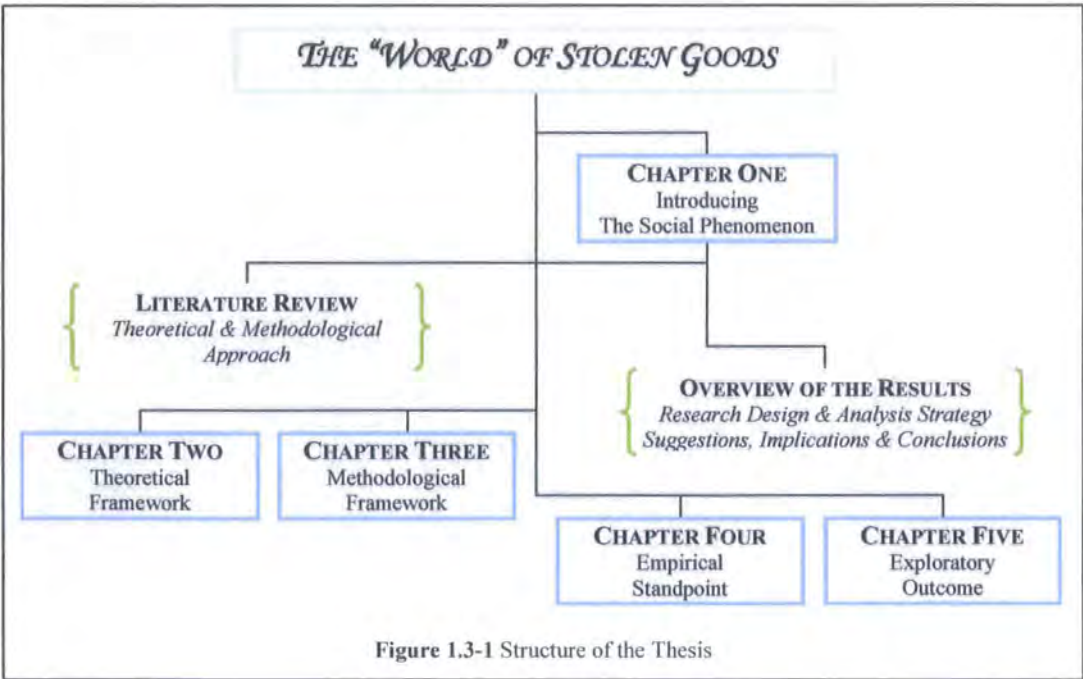 THE "WORLD" OF STOLEN GOODS
CHAPTER ONE
Introducing
The Social Phenomenon
LITERATURE REVIEW
Theoretical & Methodological
Approach
OVERVIEW OF THE RESULTS
Research Design & Analysis Strategy
Suggestions, Implications & Conclusions
CHAPTER TWO
Theoretical
Framework
CHAPTER THREE
Methodological
Framework
CHAPTER FOUR
Empirical
Standpoint
CHAPTER FIVE
Exploratory
Outcome
Figure 1.3-1 Structure of the Thesis